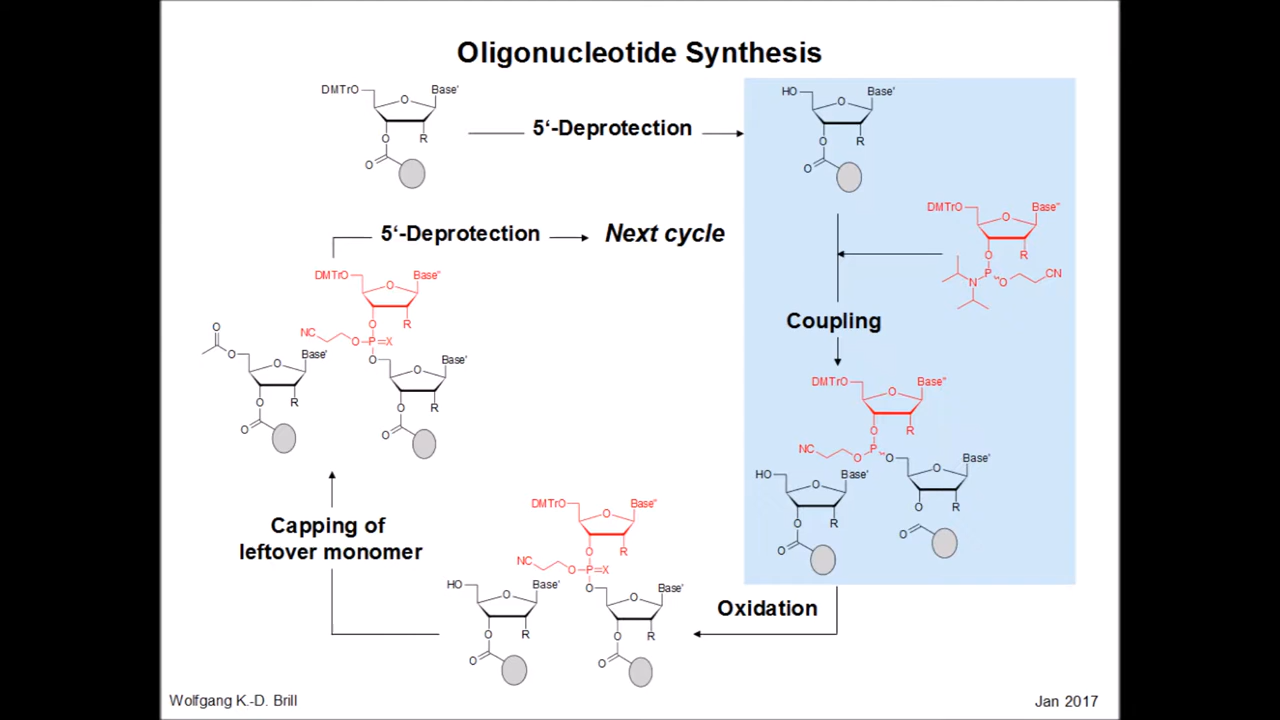 Oligonucleotide Synthesis
DMTrO
Base'
O
O
R
O
5‘-Deprotection
HO
Base'
O
O
R
O
5‘-Deprotection
Next cycle
DMTrO
Base"
O
O
R
P
N
O
CN
Coupling
DMTrO
Base"
O
O
R
NC
O
P
O
Base'
O
O
R
O
HO
Base'
O
O
R
O
Oxidation
DMTrO
Base"
O
O
R
NC
O
P=X
O
Base'
O
O
R
O
HO
Base'
O
O
R
O
Capping of
leftover monomer
DMTrO
Base"
O
O
R
NC
O
P=X
O
Base'
O
O
R
O
O
O
Base'
O
O
R
O
Wolfgang K.-D. Brill
Jan 2017